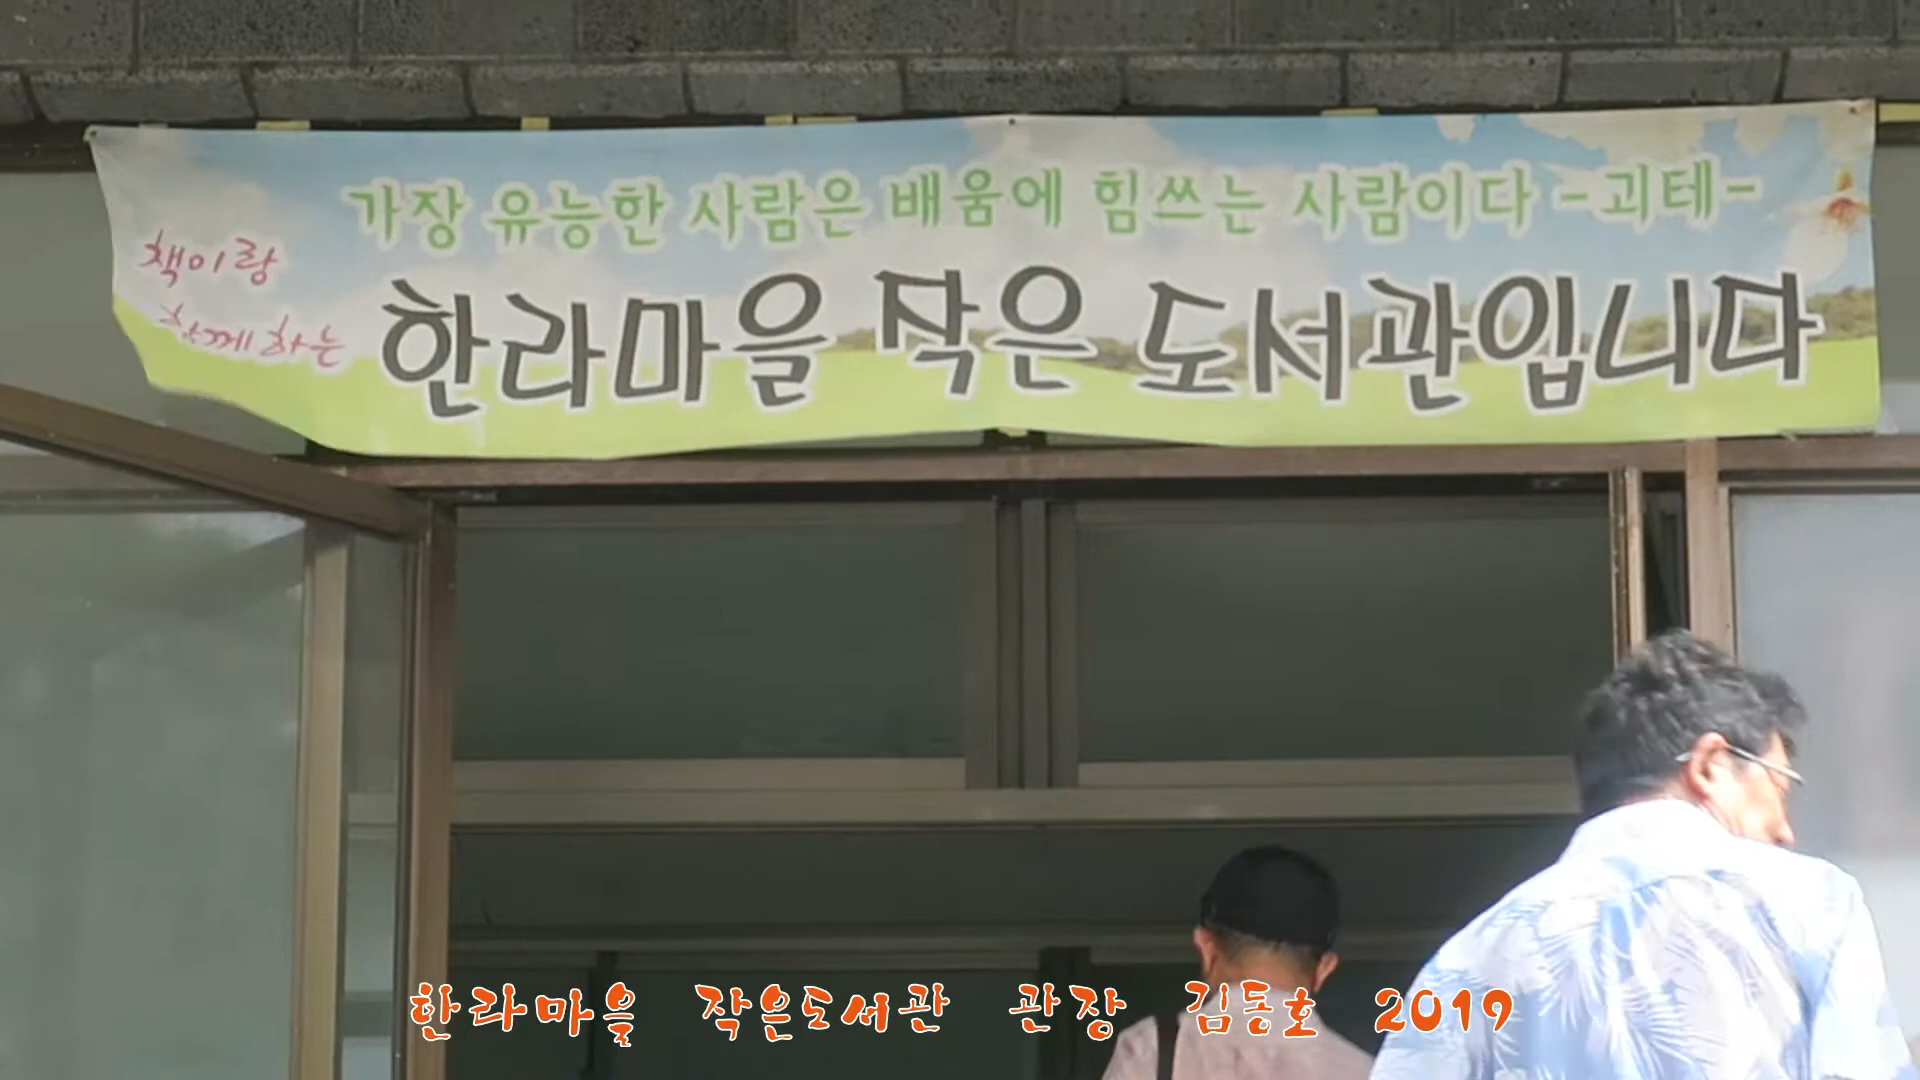 가장 유능한 사람은 배움에 힘쓰는 사람이다 -괴테-
책이랑
함께하는
한라마을 작은 도서관입니다
한라마을 작은도서관 관장 김동호 2019